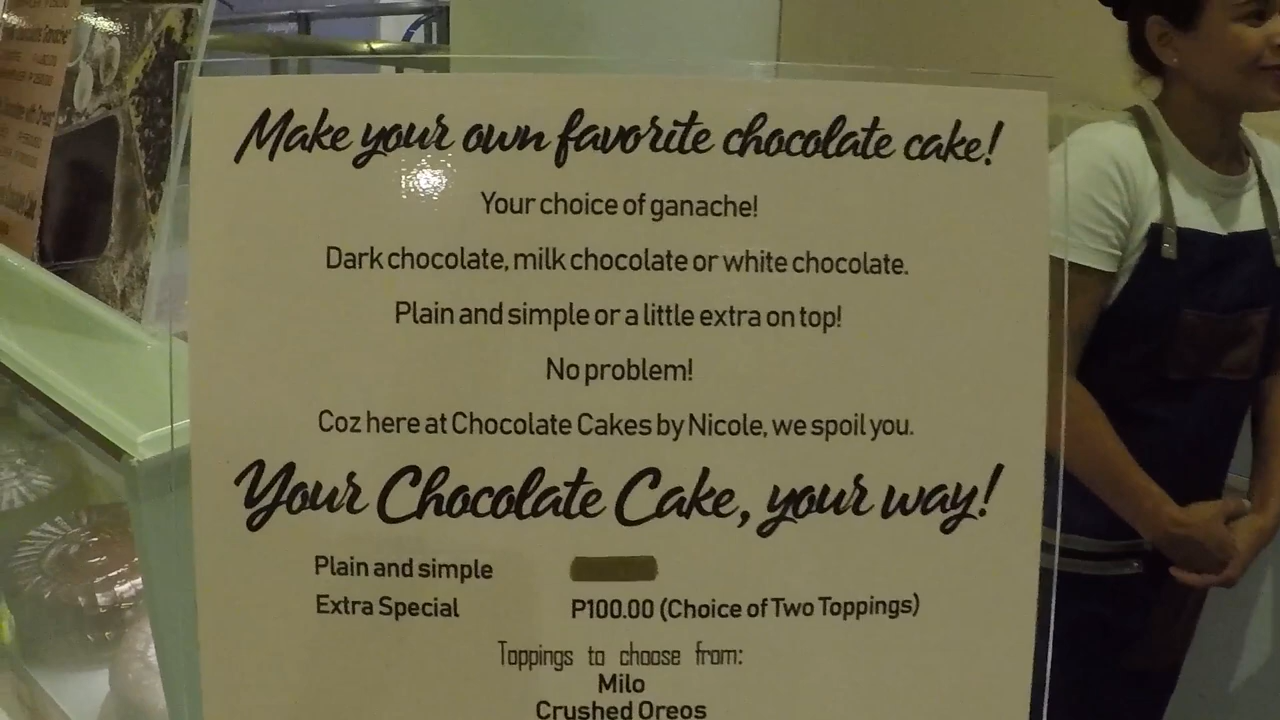 Make your own favorite chocolate cake!
Your choice of ganache!
Dark chocolate, milk chocolate or white chocolate.
Plain and simple or a little extra on top!
No problem!
Coz here at Chocolate Cakes by Nicole, we spoil you.
Your Chocolate Cake, your way!
Plain and simple
Extra Special P100.00 (Choice of Two Toppings)
Toppings to choose from:
Milo
Crushed Oreos